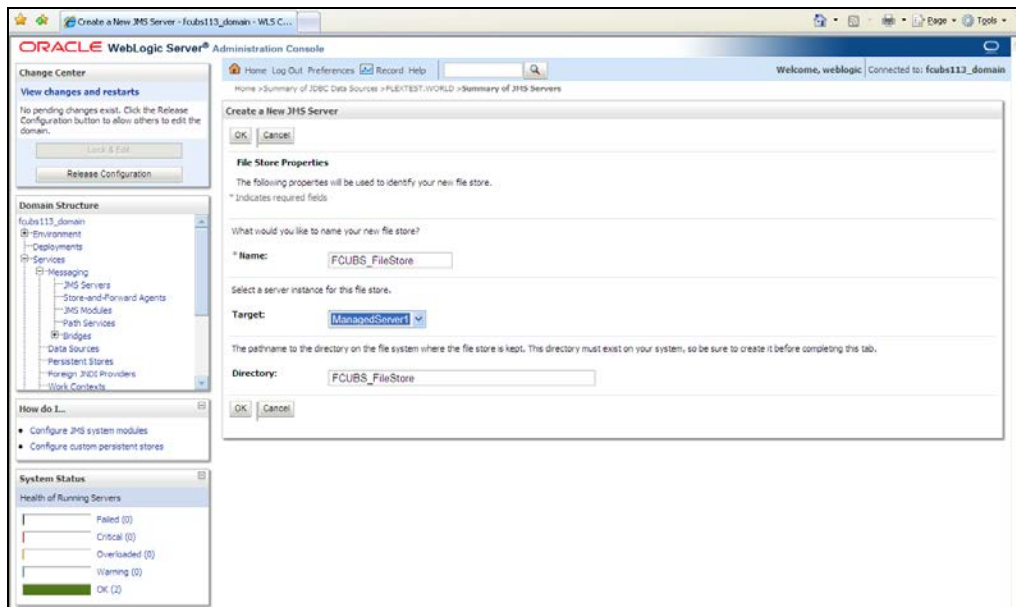 Create a New JMS Server - fcubs113_domain - WLS C...
Page
Tools
ORACLE WebLogic Server® Administration Console
Change Center
View changes and restarts
No pending changes exist. Click the Release
Configuration button to allow others to edit the
domain.
Lock & Edit
Release Configuration
Domain Structure
fcubs113_domain
Environment
Deployments
Services
Messaging
JMS Servers
Store-and-Forward Agents
JMS Modules
Path Services
Bridges
Data Sources
Persistent Stores
Foreign JNDI Providers
Work Contexts
How do I...
Configure JMS system modules
Configure custom persistent stores
System Status
Health of Running Servers
Failed (0)
Critical (0)
Overloaded (0)
Warning (0)
OK (2)
Home Log Out Preferences Record Help
Welcome, weblogic Connected to: fcubs113_domain
Home >Summary of JDBC Data Sources >FLEXTEST.WORLD >Summary of JMS Servers
Create a New JMS Server
OK Cancel
File Store Properties
The following properties will be used to identify your new file store.
* Indicates required fields
What would you like to name your new file store?
* Name: FCUBS_FileStore
Select a server instance for this file store.
Target: ManagedServer1
The pathname to the directory on the file system where the file store is kept. This directory must exist on your system, so be sure to create it before completing this tab.
Directory: FCUBS_FileStore
OK Cancel